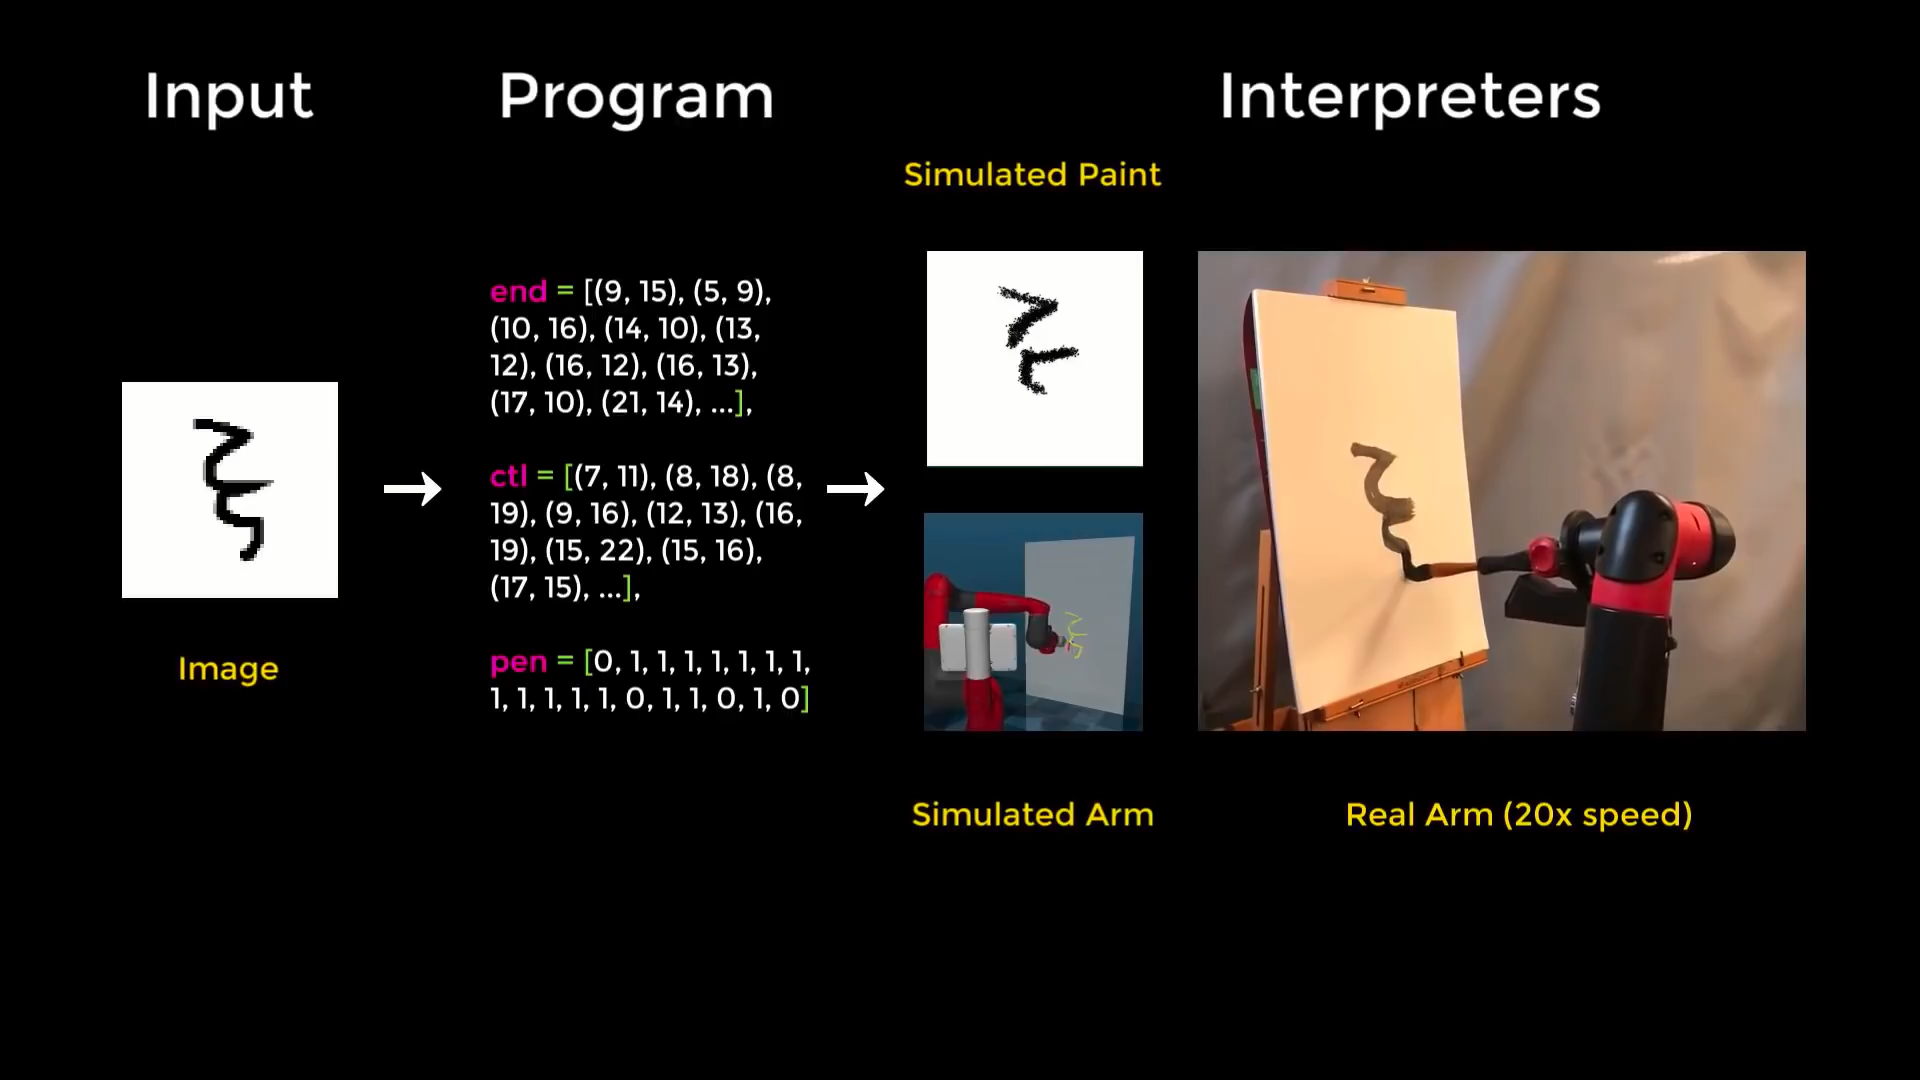 Input
Program
Interpreters
Simulated Paint
end = [(9, 15), (5, 9),
(10, 16), (14, 10), (13,
12), (16, 12), (16, 13),
(17, 10), (21, 14), ...],
ctl = [(7, 11), (8, 18), (8,
19), (9, 16), (12, 13), (16,
19), (15, 22), (15, 16),
(17, 15), ...],
pen = [0, 1, 1, 1, 1, 1, 1, 1,
1, 1, 1, 1, 1, 0, 1, 1, 0, 1, 0]
Image
Simulated Arm
Real Arm (20x speed)